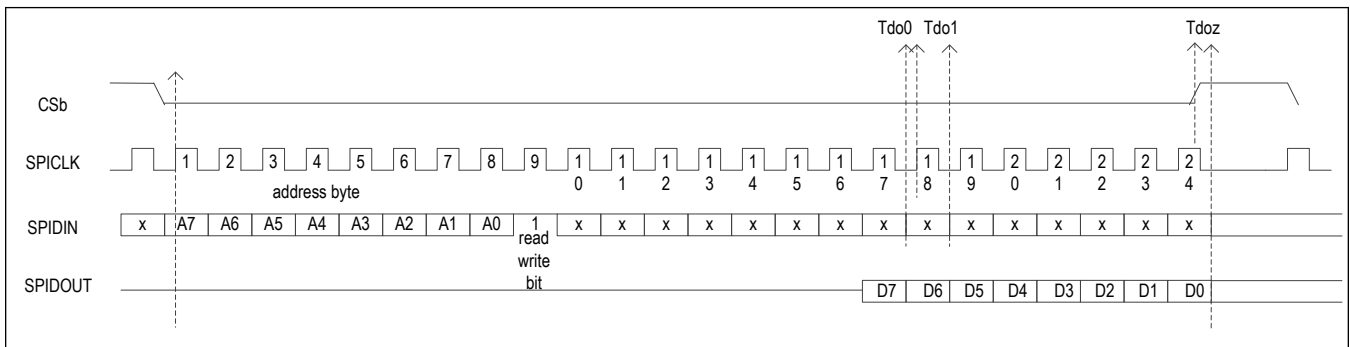 Tdo0 Tdo1 Tdoz
CSb
SPICLK 1 2 3 4 5 6 7 8 9 1 1 1 1 1 1 1 1 1 1 2 2 2 2 2
0 1 2 3 4 5 6 7 8 9 0 1 2 3 4
address byte
SPIDIN x A7 A6 A5 A4 A3 A2 A1 A0 1 x x x x x x x x x x x x x x x
read
write
bit
SPIDOUT D7 D6 D5 D4 D3 D2 D1 D0